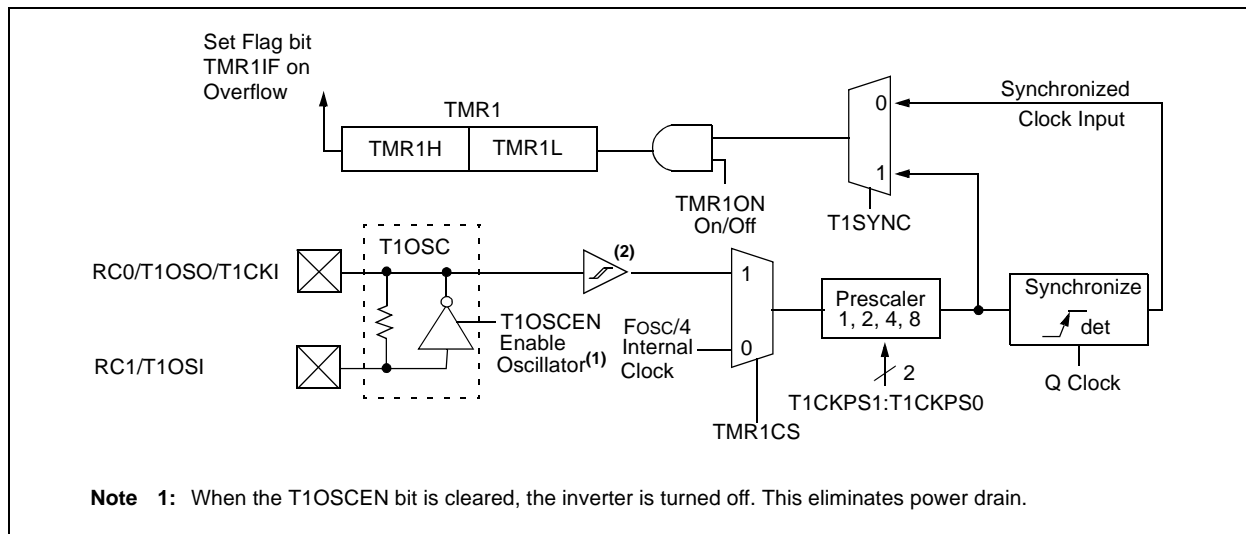 Set Flag bit
TMR1IF on
Overflow
TMR1
TMR1H
TMR1L
TMR1ON
On/Off
0
1
T1SYNC
Synchronized
Clock Input
RC0/T1OSO/T1CKI
RC1/T1OSI
T1OSC
T1OSCEN
Enable
Oscillator(1)
(2)
FOSC/4
Internal
Clock
1
0
TMR1CS
Prescaler
1, 2, 4, 8
2
T1CKPS1:T1CKPS0
Synchronize
det
Q Clock
Note 1: When the T1OSCEN bit is cleared, the inverter is turned off. This eliminates power drain.